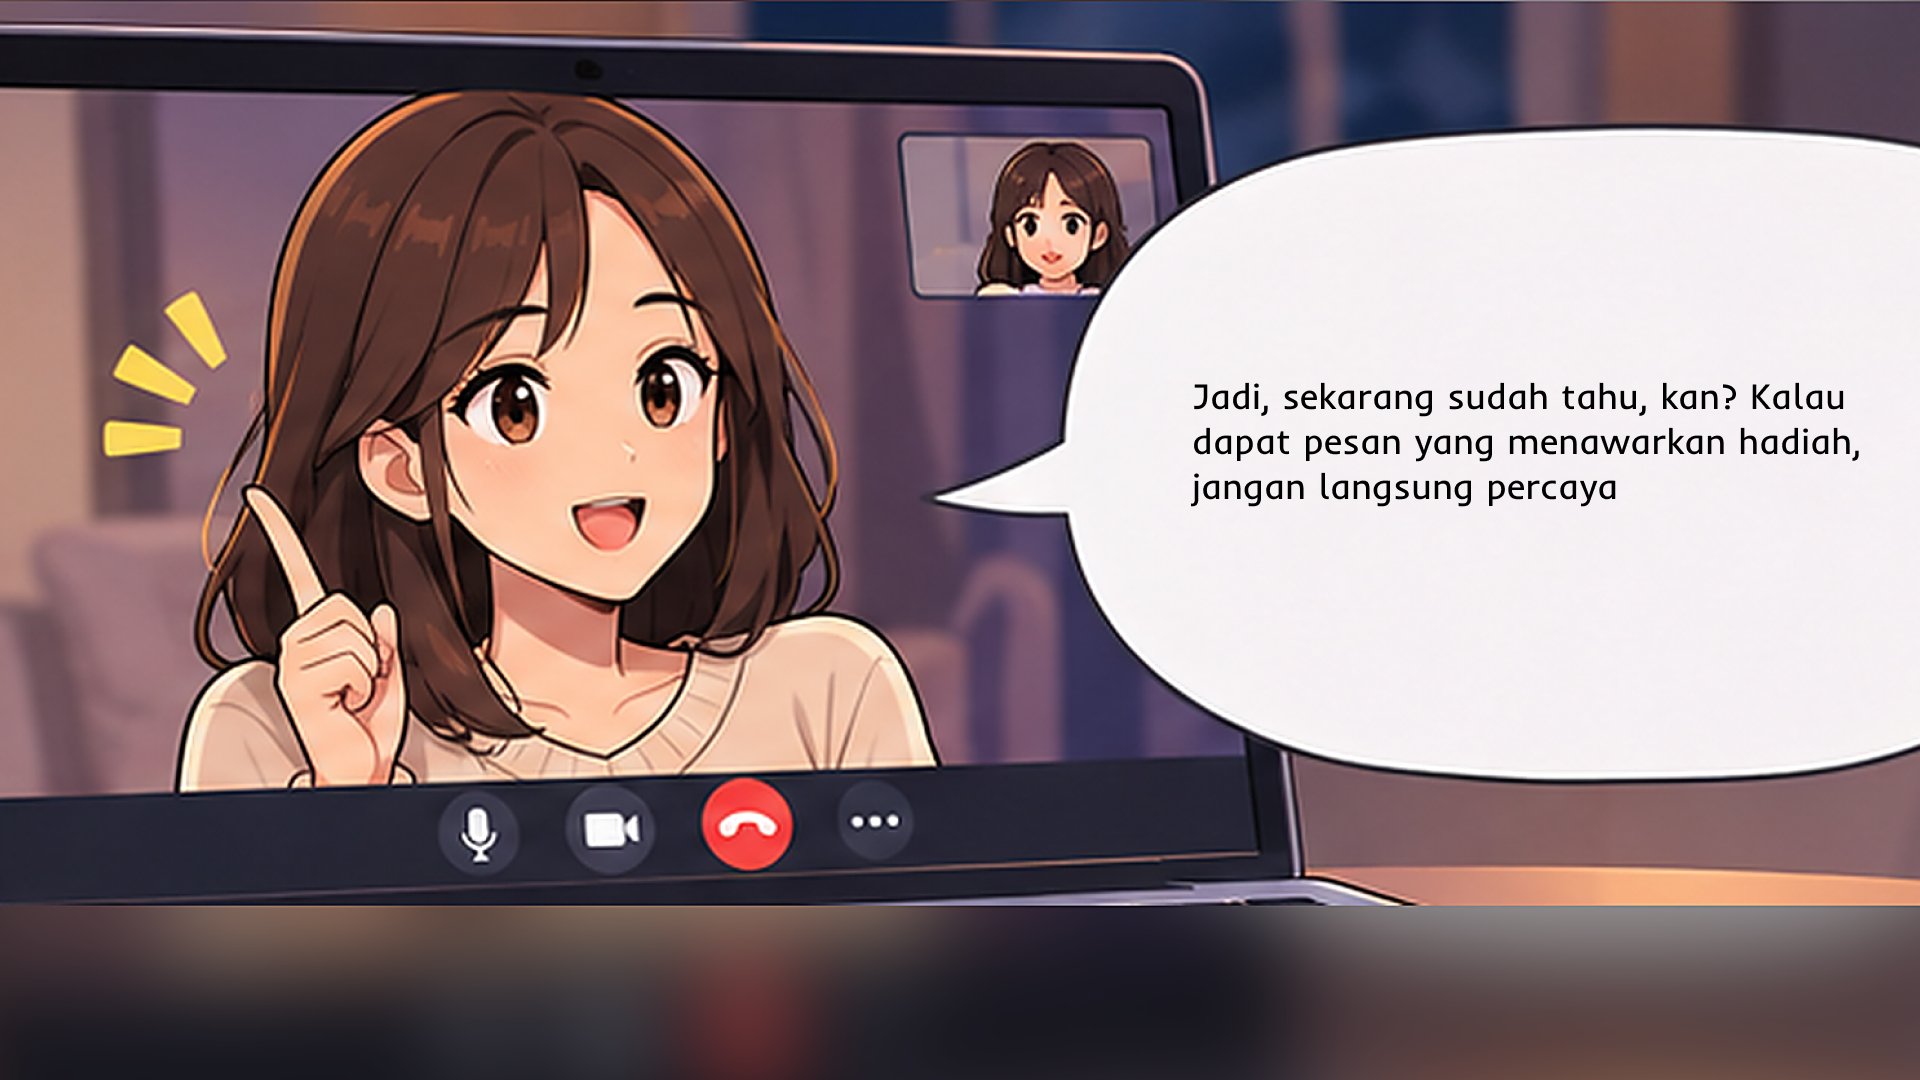 Jadi, sekarang sudah tahu, kan? Kalau
dapat pesan yang menawarkan hadiah,
jangan langsung percaya